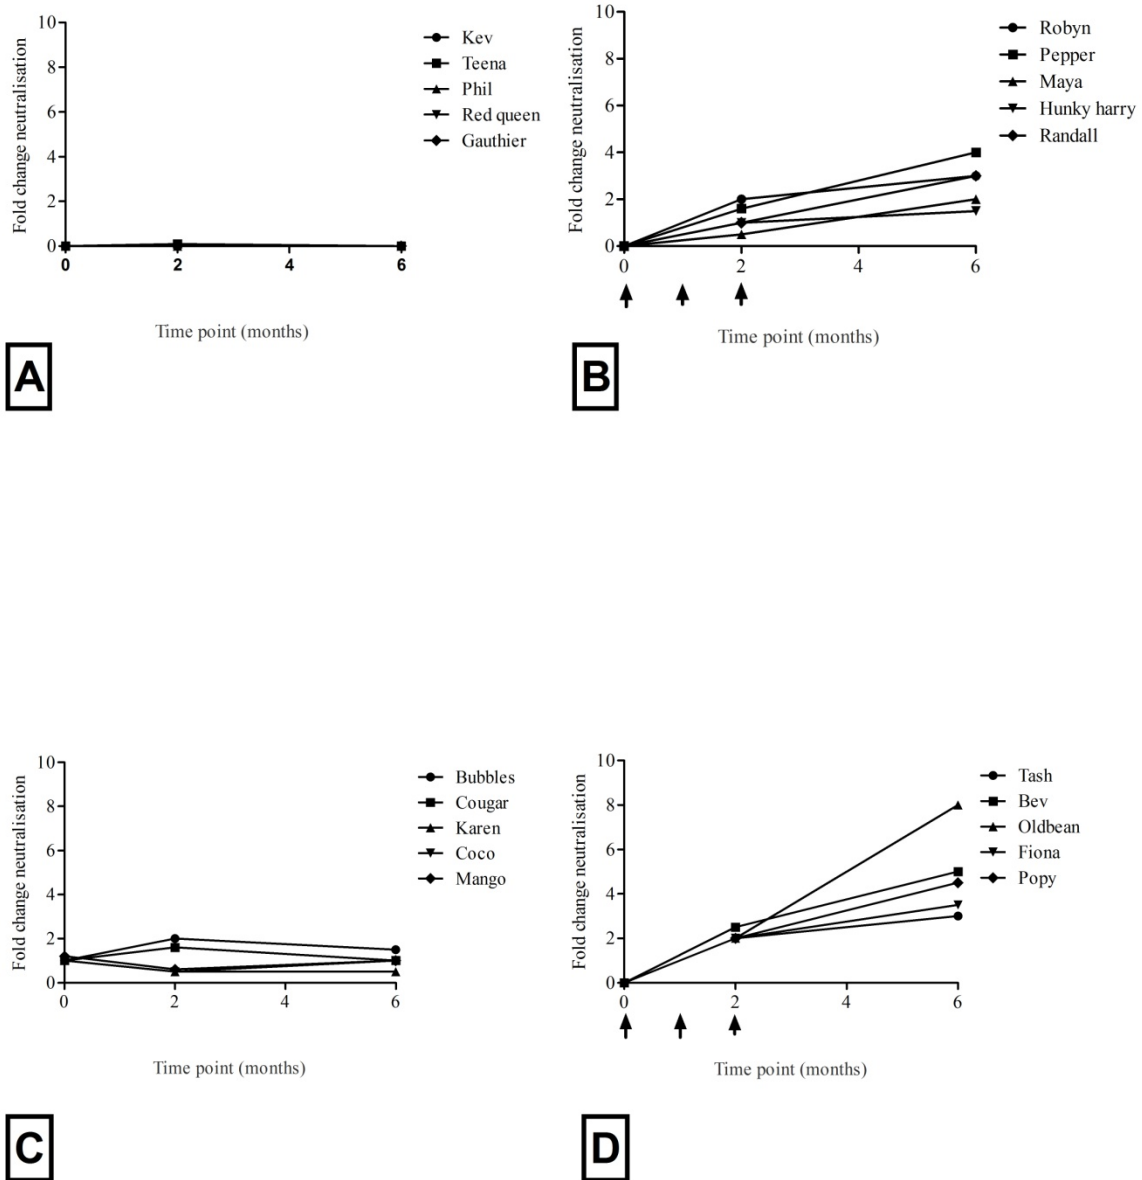 Fold change neutralisation
10
8
6
4
2
0
0 2 4 6
Time point (months)
Kev
Teena
Phil
Red queen
Gauthier
A
Fold change neutralisation
10
8
6
4
2
0
0 2 4 6
Time point (months)
Robyn
Pepper
Maya
Hunky harry
Randall
B
Fold change neutralisation
10
8
6
4
2
0
0 2 4 6
Time point (months)
Bubbles
Cougar
Karen
Coco
Mango
C
Fold change neutralisation
10
8
6
4
2
0
0 2 4 6
Time point (months)
Tash
Bev
Oldbean
Fiona
Popy
D